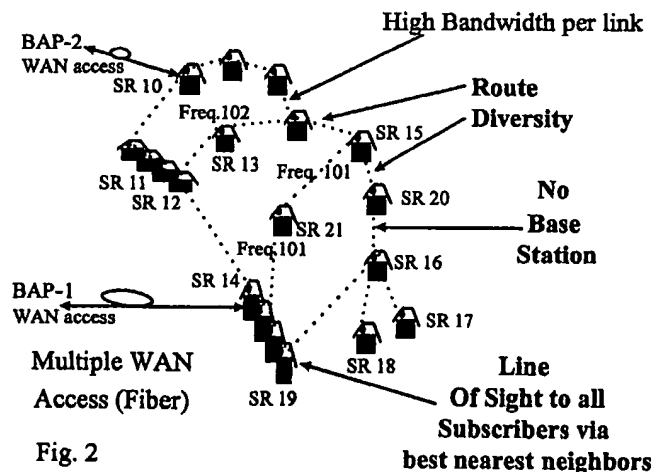 High Bandwidth per link
BAP-2
WAN access
SR 10
Freq.102
Route
Diversity
SR 15
SR 13
Freq.101
SR 11
SR 12
SR 20
No
Base
Station
SR 21
Freq.101
SR 16
SR 14
BAP-1
WAN access
SR 17
SR 18
Multiple WAN
Access (Fiber)
SR 19
Line
Of Sight to all
Subscribers via
best nearest neighbors
Fig. 2